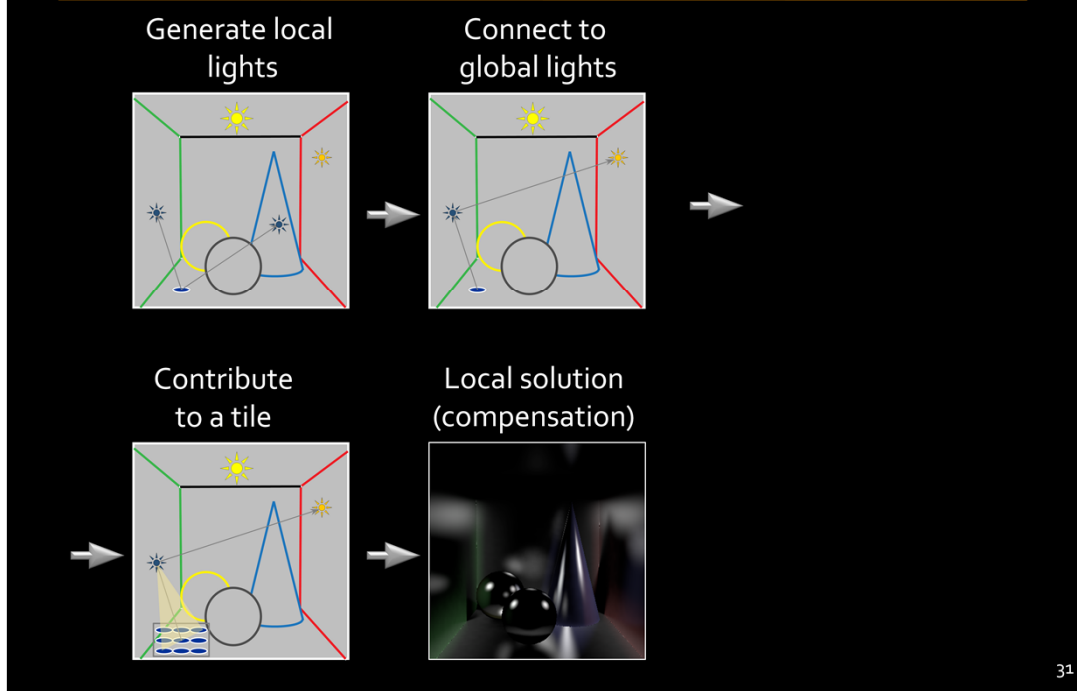 Generate local
lights
Connect to
global lights
Contribute
to a tile
Local solution
(compensation)
31